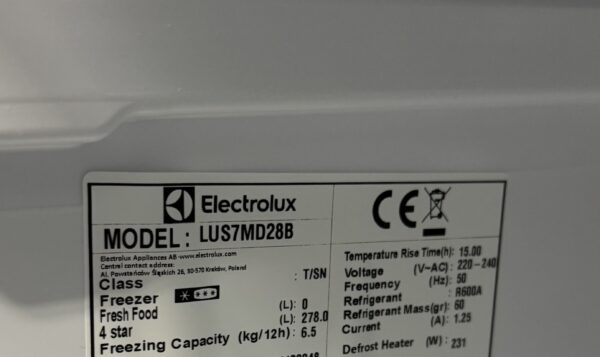 Electrolux
MODEL : LUS7MD28B
Electrolux Appliances AB-www.electrolux.com
Central contact address:
Al. Powstańców Śląskich 26, 30-570 Kraków, Poland
Class : T/SN
Freezer (L): 0
Fresh Food (L): 278.0
4 star
Freezing Capacity (kg/12h) : 6.5
CE
Temperature Rise Time(h): 15.00
Voltage (V~AC) : 220-240
Frequency (Hz): 50
Refrigerant : R600A
Refrigerant Mass(gr): 60
Current (A): 1.25
Defrost Heater (W) : 231